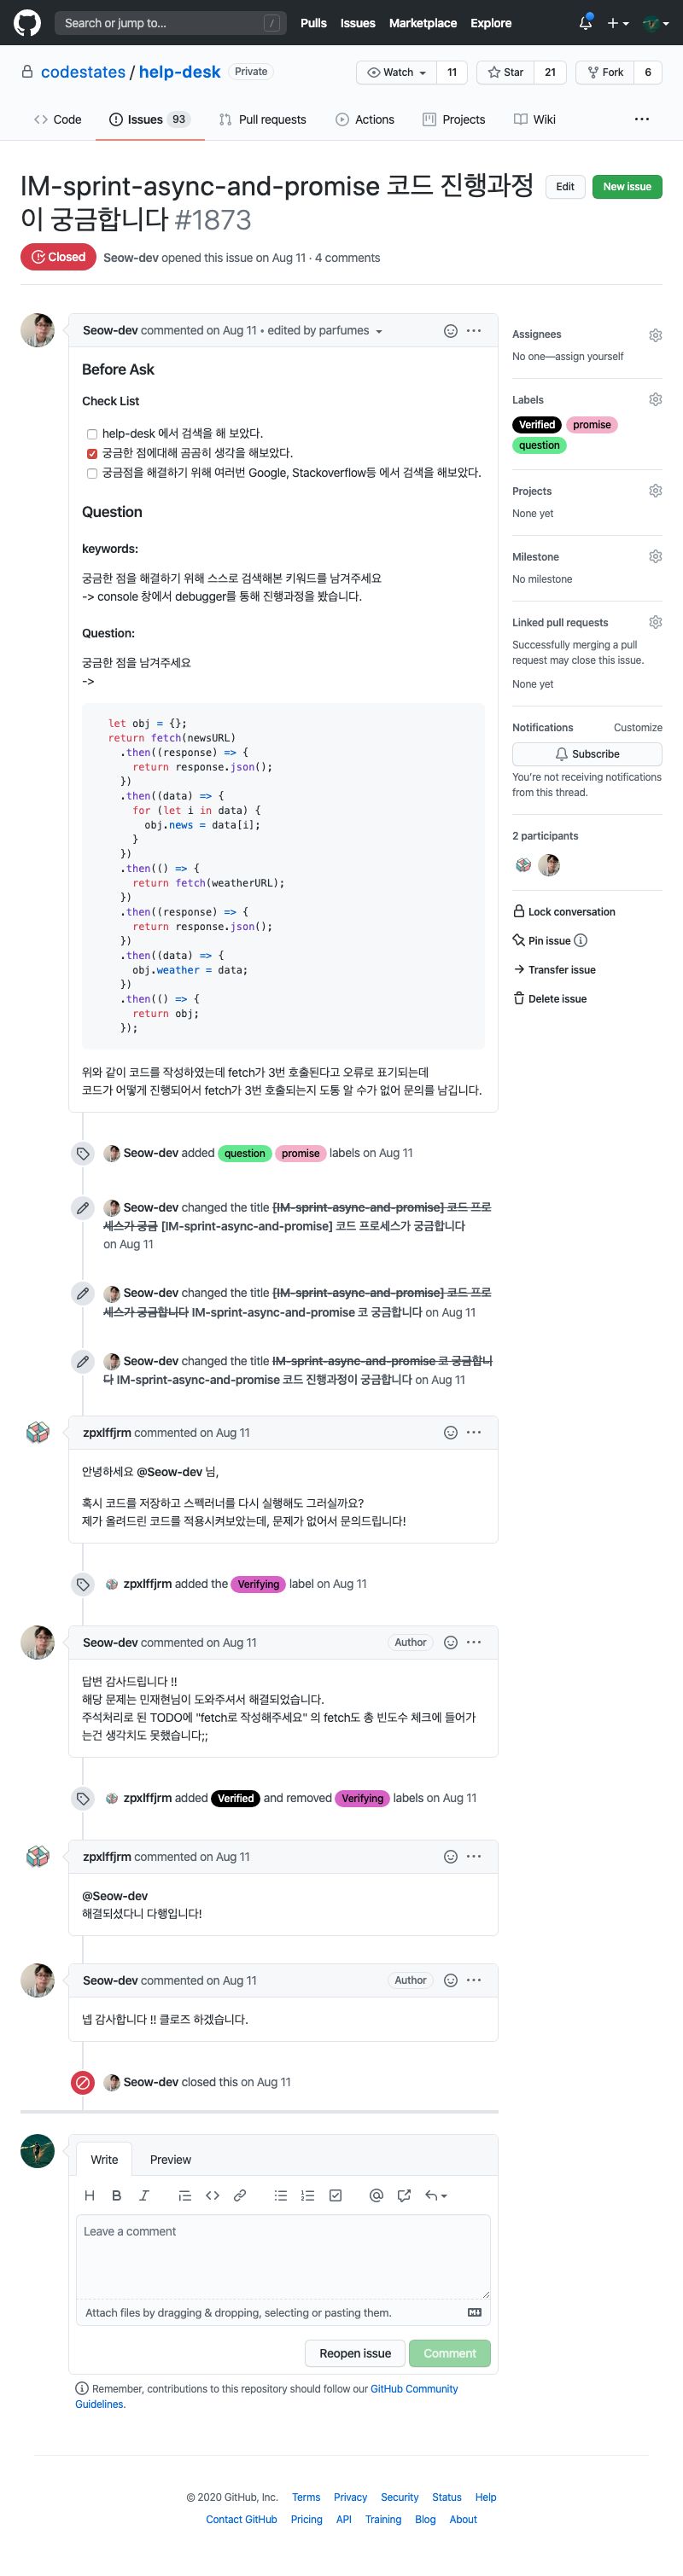 Search or jump to...
/
Pulls Issues Marketplace Explore
codestates / help-desk Private
Watch 11 Star 21 Fork 6
Code Issues 93 Pull requests Actions Projects Wiki
IM-sprint-async-and-promise 코드 진행과정
이 궁금합니다 #1873
Edit New issue
Closed Seow-dev opened this issue on Aug 11 · 4 comments
Seow-dev commented on Aug 11 • edited by parfumes
Before Ask
Check List
help-desk 에서 검색을 해 보았다.
궁금한 점에대해 곰곰히 생각을 해보았다.
궁금점을 해결하기 위해 여러번 Google, Stackoverflow등 에서 검색을 해보았다.
Question
keywords:
궁금한 점을 해결하기 위해 스스로 검색해본 키워드를 남겨주세요
-> console 창에서 debugger를 통해 진행과정을 봤습니다.
Question:
궁금한 점을 남겨주세요
->
let obj = {};
return fetch(newsURL)
.then((response) => {
return response.json();
})
.then((data) => {
for (let i in data) {
obj.news = data[i];
}
})
.then(() => {
return fetch(weatherURL);
})
.then((response) => {
return response.json();
})
.then((data) => {
obj.weather = data;
})
.then(() => {
return obj;
});
위와 같이 코드를 작성하였는데 fetch가 3번 호출된다고 오류로 표기되는데
코드가 어떻게 진행되어서 fetch가 3번 호출되는지 도통 알 수가 없어 문의를 남깁니다.
Seow-dev added question promise labels on Aug 11
Seow-dev changed the title [IM-sprint-async-and-promise] 코드 프로
세스가 궁금 [IM-sprint-async-and-promise] 코드 프로세스가 궁금합니다
on Aug 11
Seow-dev changed the title [IM-sprint-async-and-promise] 코드 프로
세스가 궁금합니다 IM-sprint-async-and-promise 코 궁금합니다 on Aug 11
Seow-dev changed the title IM-sprint-async-and-promise 코 궁금합니
다 IM-sprint-async-and-promise 코드 진행과정이 궁금합니다 on Aug 11
zpxlffjrm commented on Aug 11
안녕하세요 @Seow-dev 님,
혹시 코드를 저장하고 스펙러너를 다시 실행해도 그러실까요?
제가 올려드린 코드를 적용시켜보았는데, 문제가 없어서 문의드립니다!
zpxlffjrm added the Verifying label on Aug 11
Seow-dev commented on Aug 11 Author
답변 감사드립니다 !!
해당 문제는 민재현님이 도와주셔서 해결되었습니다.
주석처리로 된 TODO에 "fetch로 작성해주세요" 의 fetch도 총 빈도수 체크에 들어가
는건 생각치도 못했습니다;;
zpxlffjrm added Verified and removed Verifying labels on Aug 11
zpxlffjrm commented on Aug 11
@Seow-dev
해결되셨다니 다행입니다!
Seow-dev commented on Aug 11 Author
넵 감사합니다 !! 클로즈 하겠습니다.
Seow-dev closed this on Aug 11
Write Preview
H B I
Leave a comment
Attach files by dragging & dropping, selecting or pasting them.
Reopen issue Comment
Remember, contributions to this repository should follow our GitHub Community
Guidelines.
Assignees
No one—assign yourself
Labels
Verified promise
question
Projects
None yet
Milestone
No milestone
Linked pull requests
Successfully merging a pull
request may close this issue.
None yet
Notifications Customize
Subscribe
You're not receiving notifications
from this thread.
2 participants
Lock conversation
Pin issue
Transfer issue
Delete issue
© 2020 GitHub, Inc. Terms Privacy Security Status Help
Contact GitHub Pricing API Training Blog About